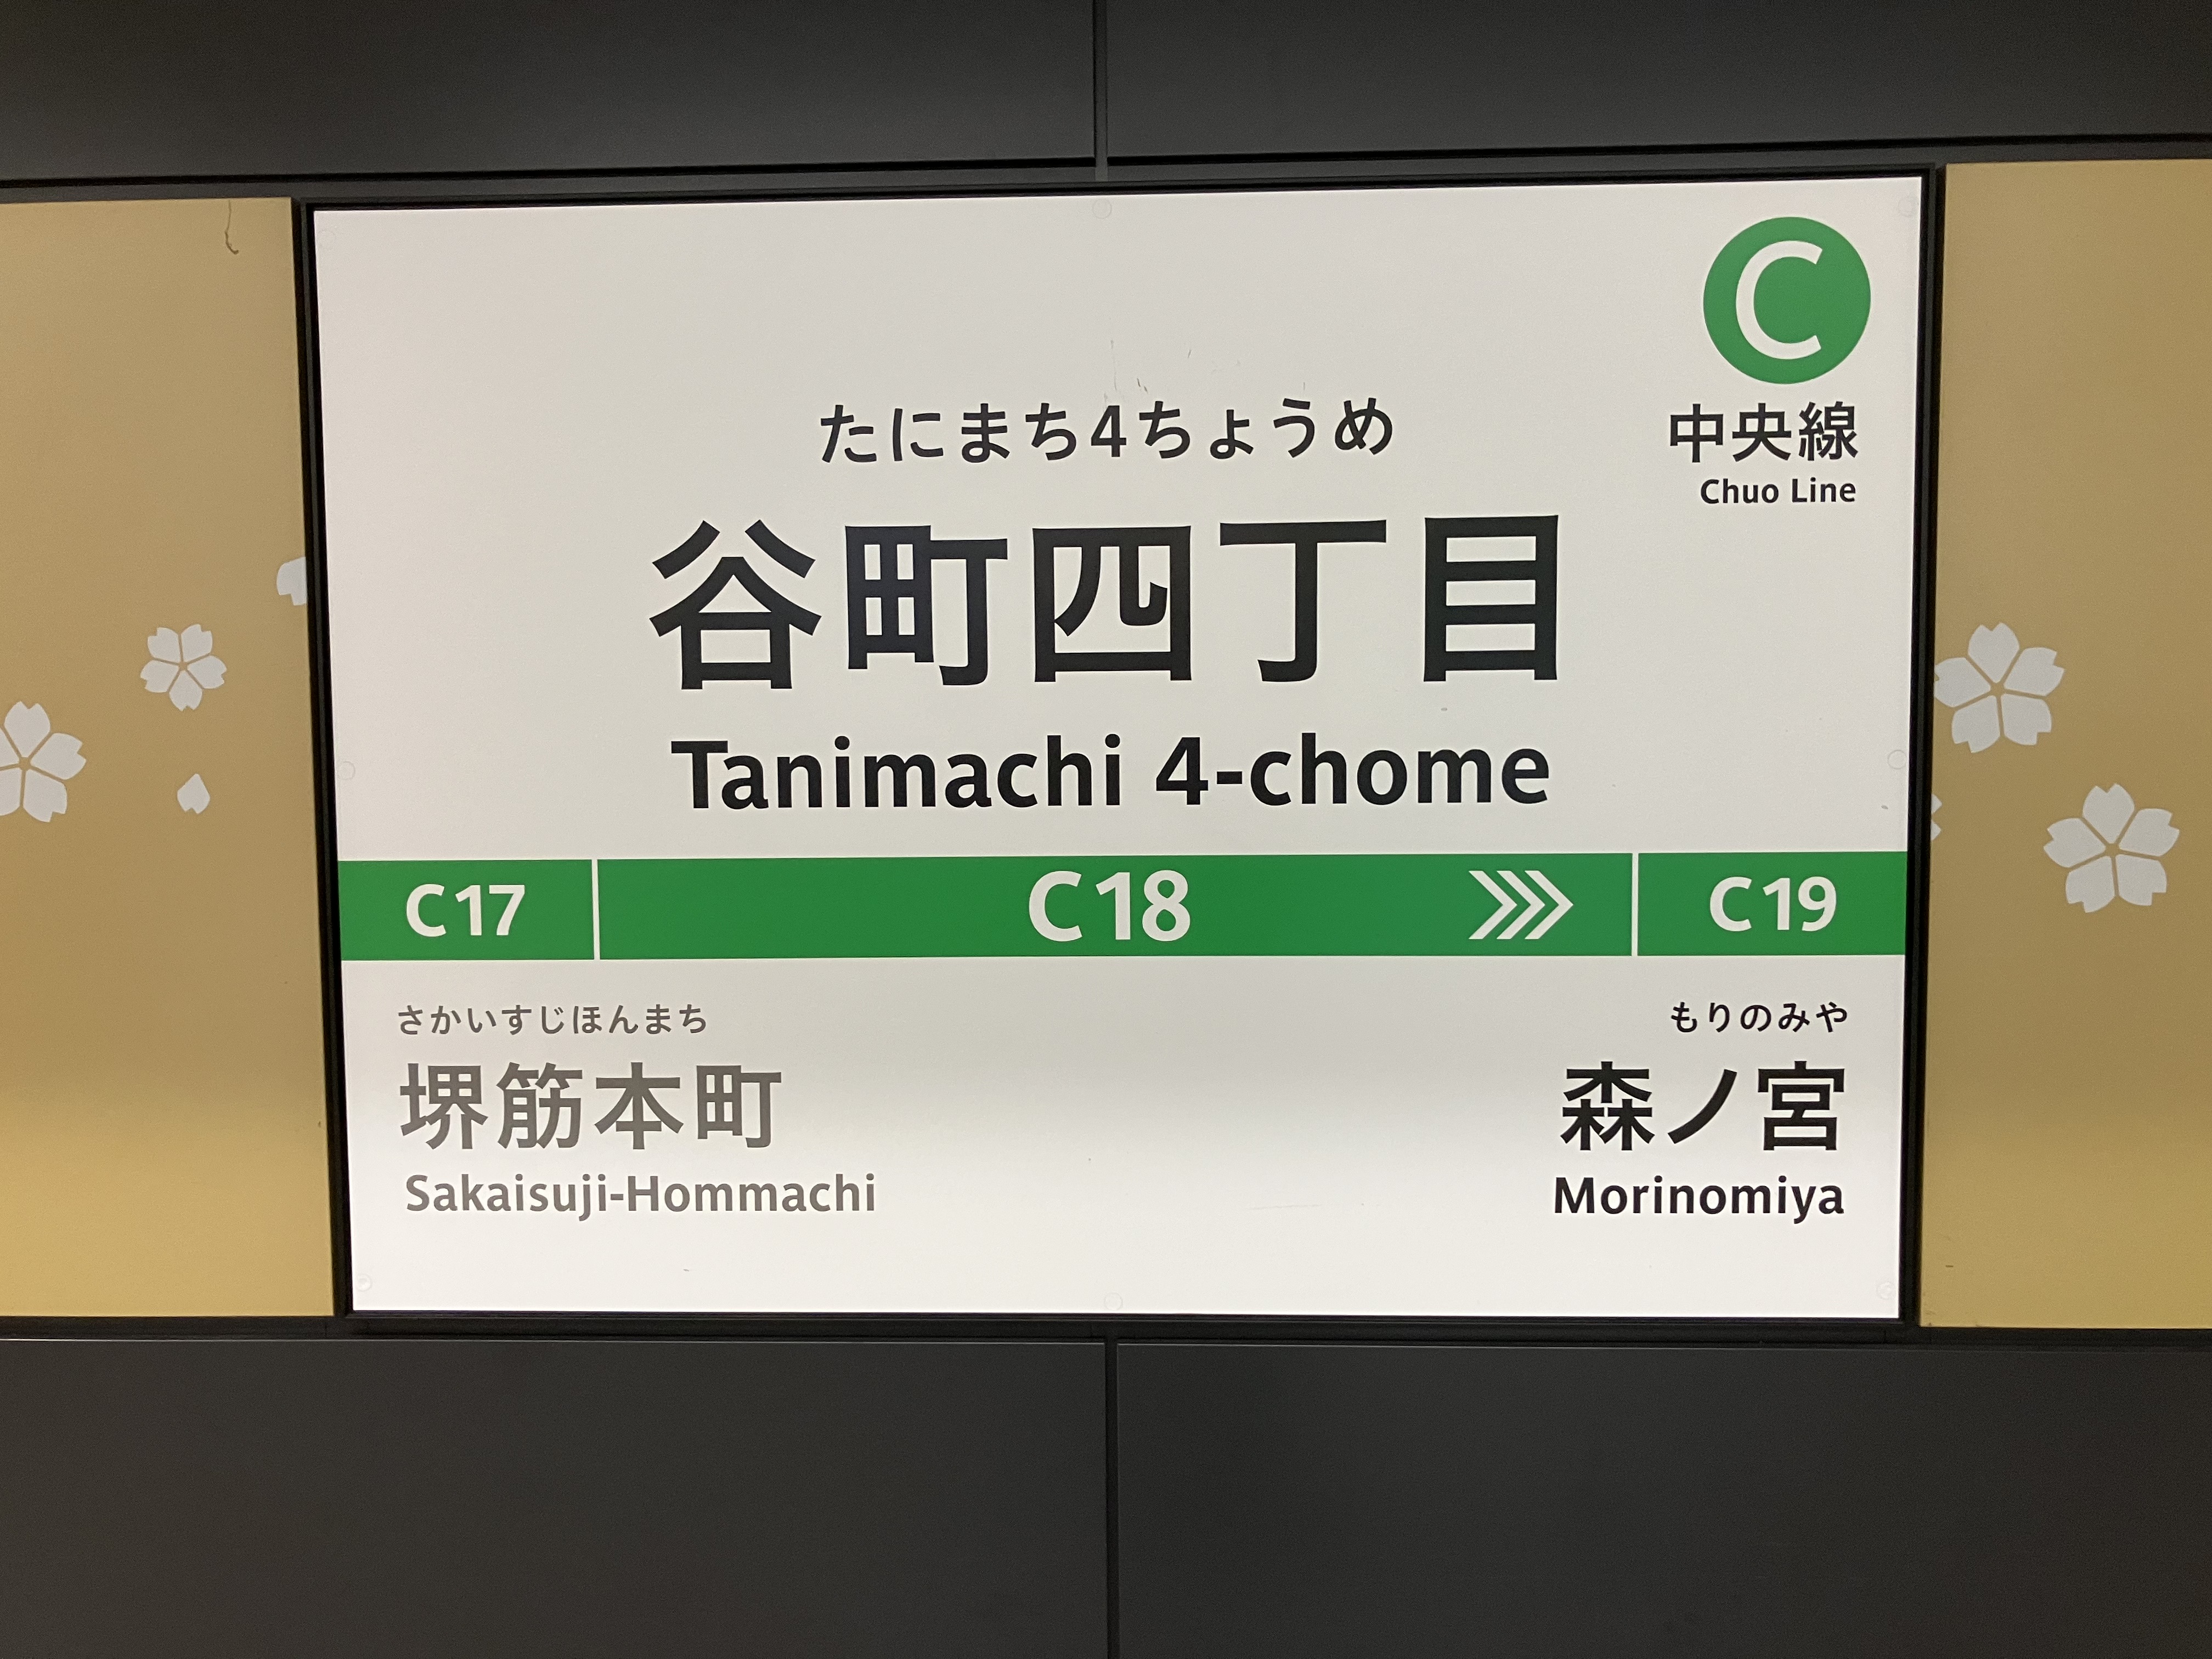 C
中央線
Chuo Line
たにまち4ちょうめ
谷町四丁目
Tanimachi 4-chome
C17
C18
C19
さかいすじほんまち
堺筋本町
Sakaisuji-Hommachi
もりのみや
森ノ宮
Morinomiya